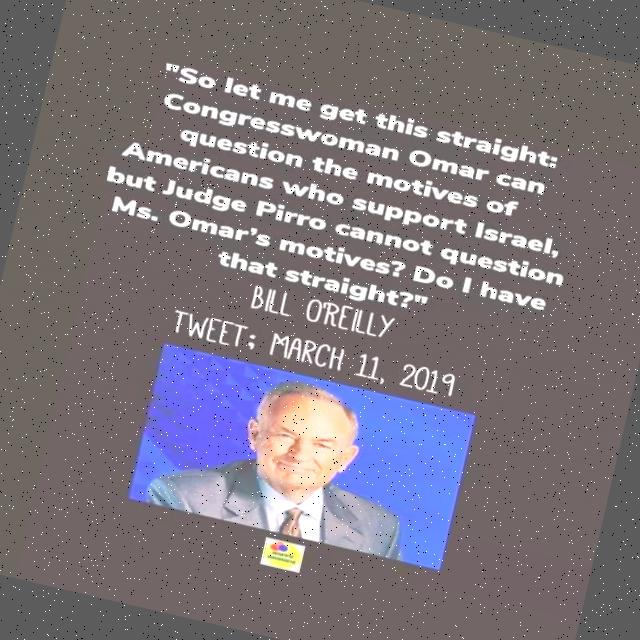 "So let me get this straight:
Congresswoman Omar can
question the motives of
Americans who support Israel,
but Judge Pirro cannot question
Ms. Omar's motives? Do I have
that straight?"
BILL O'REILLY
TWEET; MARCH 11, 2019